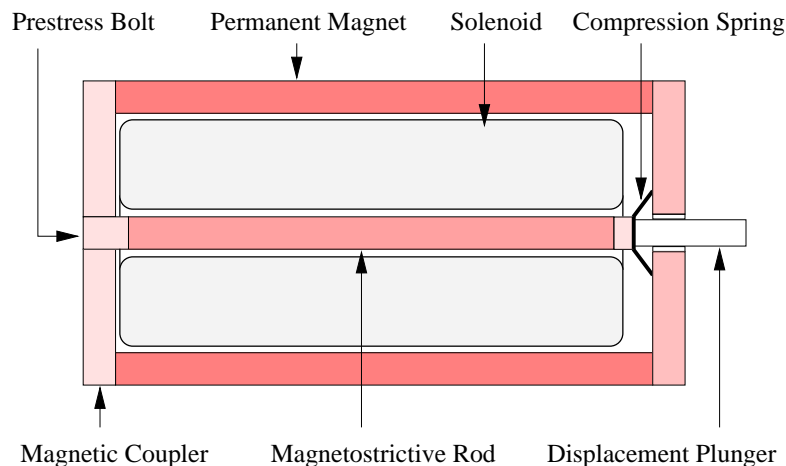 Prestress Bolt
Permanent Magnet
Solenoid
Compression Spring
Magnetic Coupler
Magnetostrictive Rod
Displacement Plunger